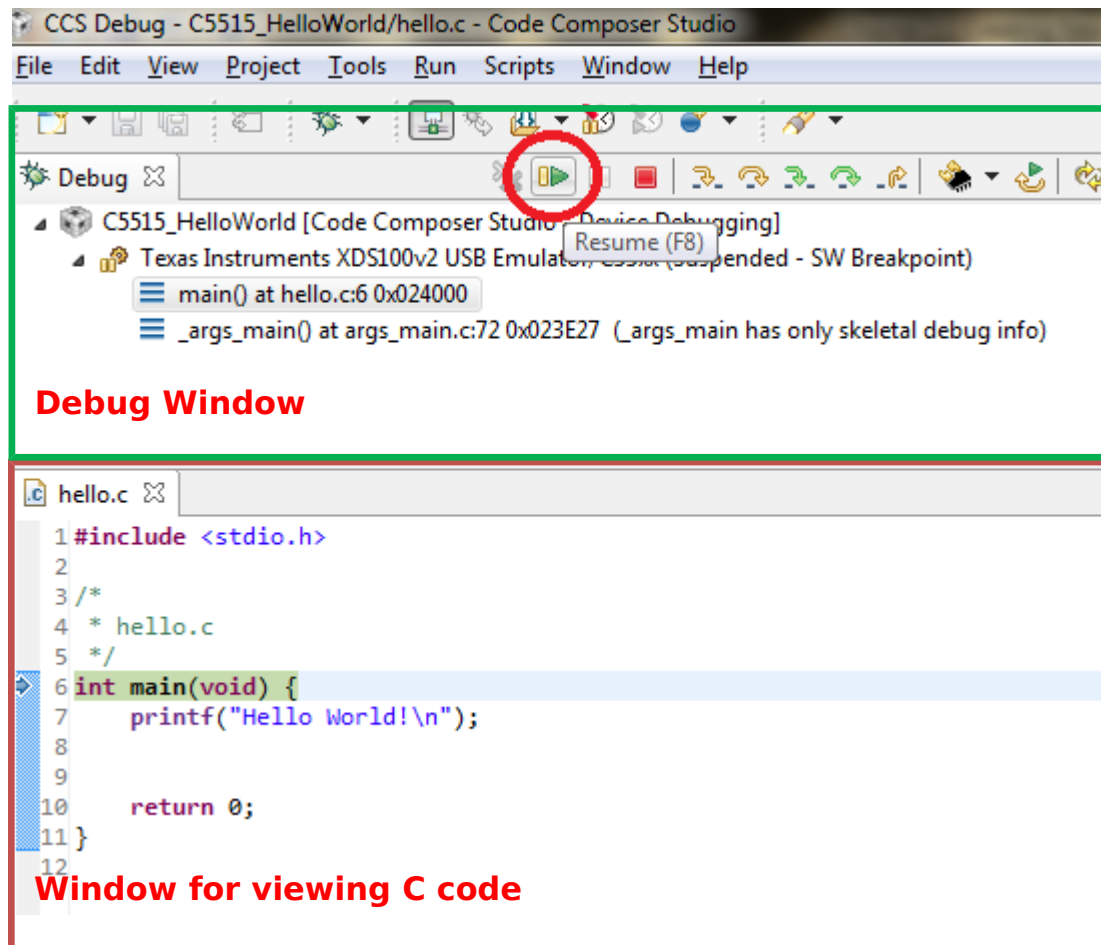 CCS Debug - C5515_HelloWorld/hello.c - Code Composer Studio
File Edit View Project Tools Run Scripts Window Help
Debug
C5515_HelloWorld [Code Composer Studio - Device Debugging]
Resume (F8)
Texas Instruments XDS100v2 USB Emulator/C55xx (Suspended - SW Breakpoint)
main() at hello.c:6 0x024000
_args_main() at args_main.c:72 0x023E27 (_args_main has only skeletal debug info)
Debug Window
.c hello.c
1 #include <stdio.h>
2
3 /*
4 * hello.c
5 */
6 int main(void) {
7 printf("Hello World!\n");
8
9
10 return 0;
11 }
12
Window for viewing C code